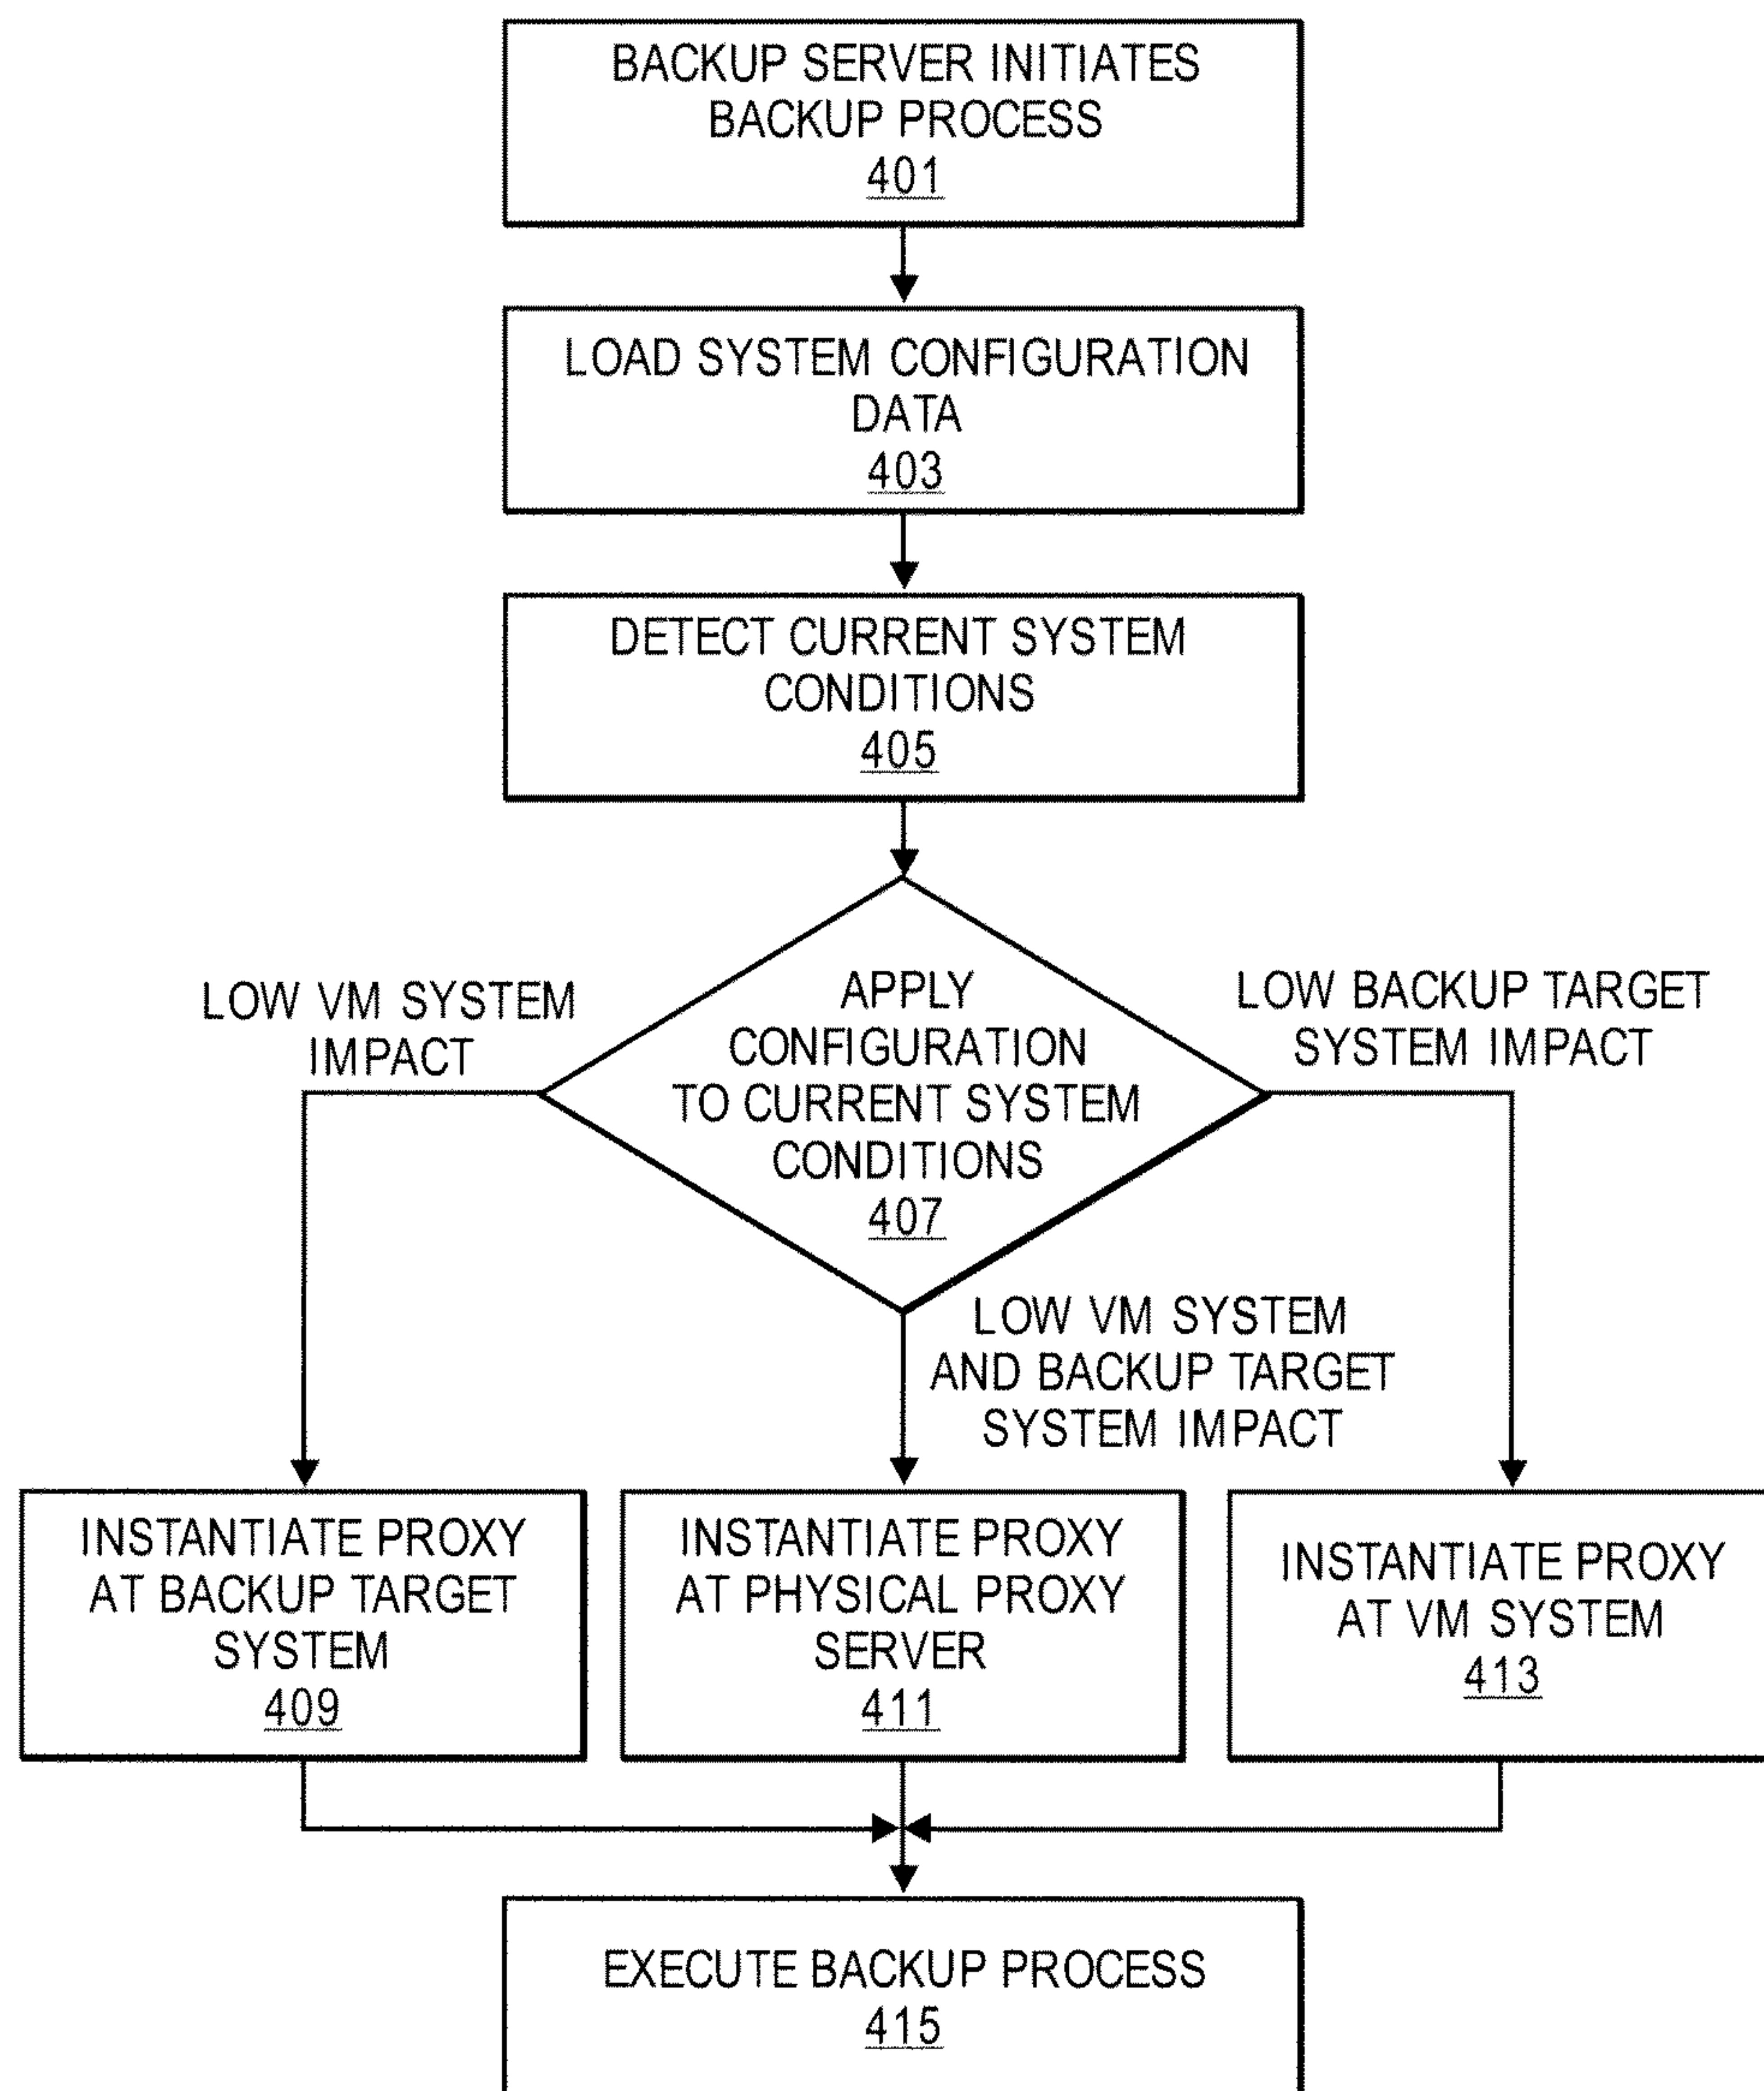 BACKUP SERVER INITIATES
BACKUP PROCESS
401
LOAD SYSTEM CONFIGURATION
DATA
403
DETECT CURRENT SYSTEM
CONDITIONS
405
LOW VM SYSTEM
IMPACT
APPLY
CONFIGURATION
TO CURRENT SYSTEM
CONDITIONS
407
LOW BACKUP TARGET
SYSTEM IMPACT
LOW VM SYSTEM
AND BACKUP TARGET
SYSTEM IMPACT
INSTANTIATE PROXY
AT BACKUP TARGET
SYSTEM
409
INSTANTIATE PROXY
AT PHYSICAL PROXY
SERVER
411
INSTANTIATE PROXY
AT VM SYSTEM
413
EXECUTE BACKUP PROCESS
415